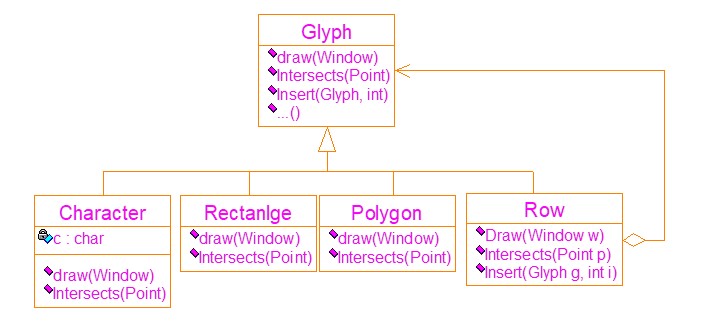 Glyph
draw(Window)
Intersects(Point)
Insert(Glyph, int)
...()
Character
c : char
draw(Window)
Intersects(Point)
Rectanlge
draw(Window)
Intersects(Point)
Polygon
draw(Window)
Intersects(Point)
Row
Draw(Window w)
Intersects(Point p)
Insert(Glyph g, int i)